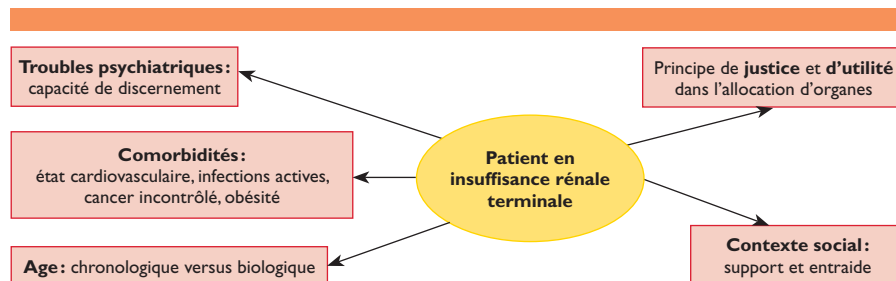 Troubles psychiatriques :
capacité de discernement
Principe de justice et d'utilité
dans l'allocation d'organes
Comorbidités :
état cardiovasculaire, infections actives,
cancer incontrôlé, obésité
Patient en
insuffisance rénale
terminale
Age : chronologique versus biologique
Contexte social :
support et entraide